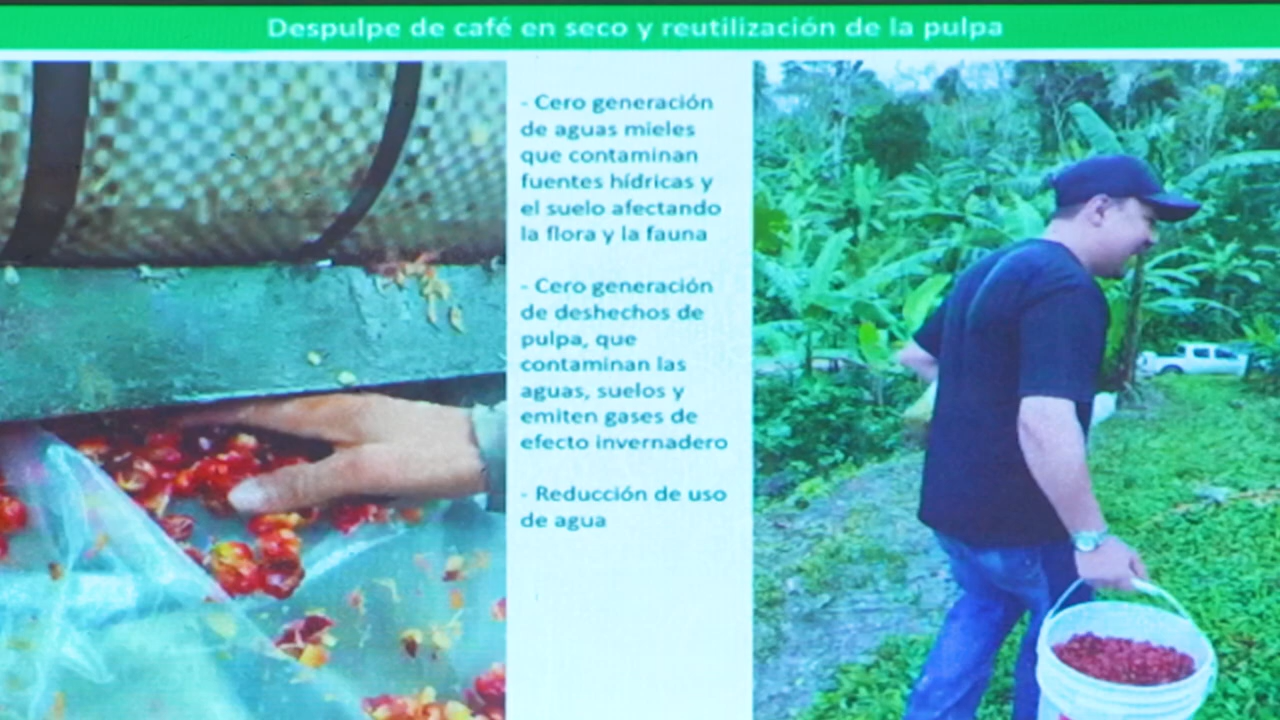 Despulpe de café en seco y reutilización de la pulpa
- Cero generación
de aguas mieles
que contaminan
fuentes hídricas y
el suelo afectando
la flora y la fauna
- Cero generación
de deshechos de
pulpa, que
contaminan las
aguas, suelos y
emiten gases de
efecto invernadero
- Reducción de uso
de agua